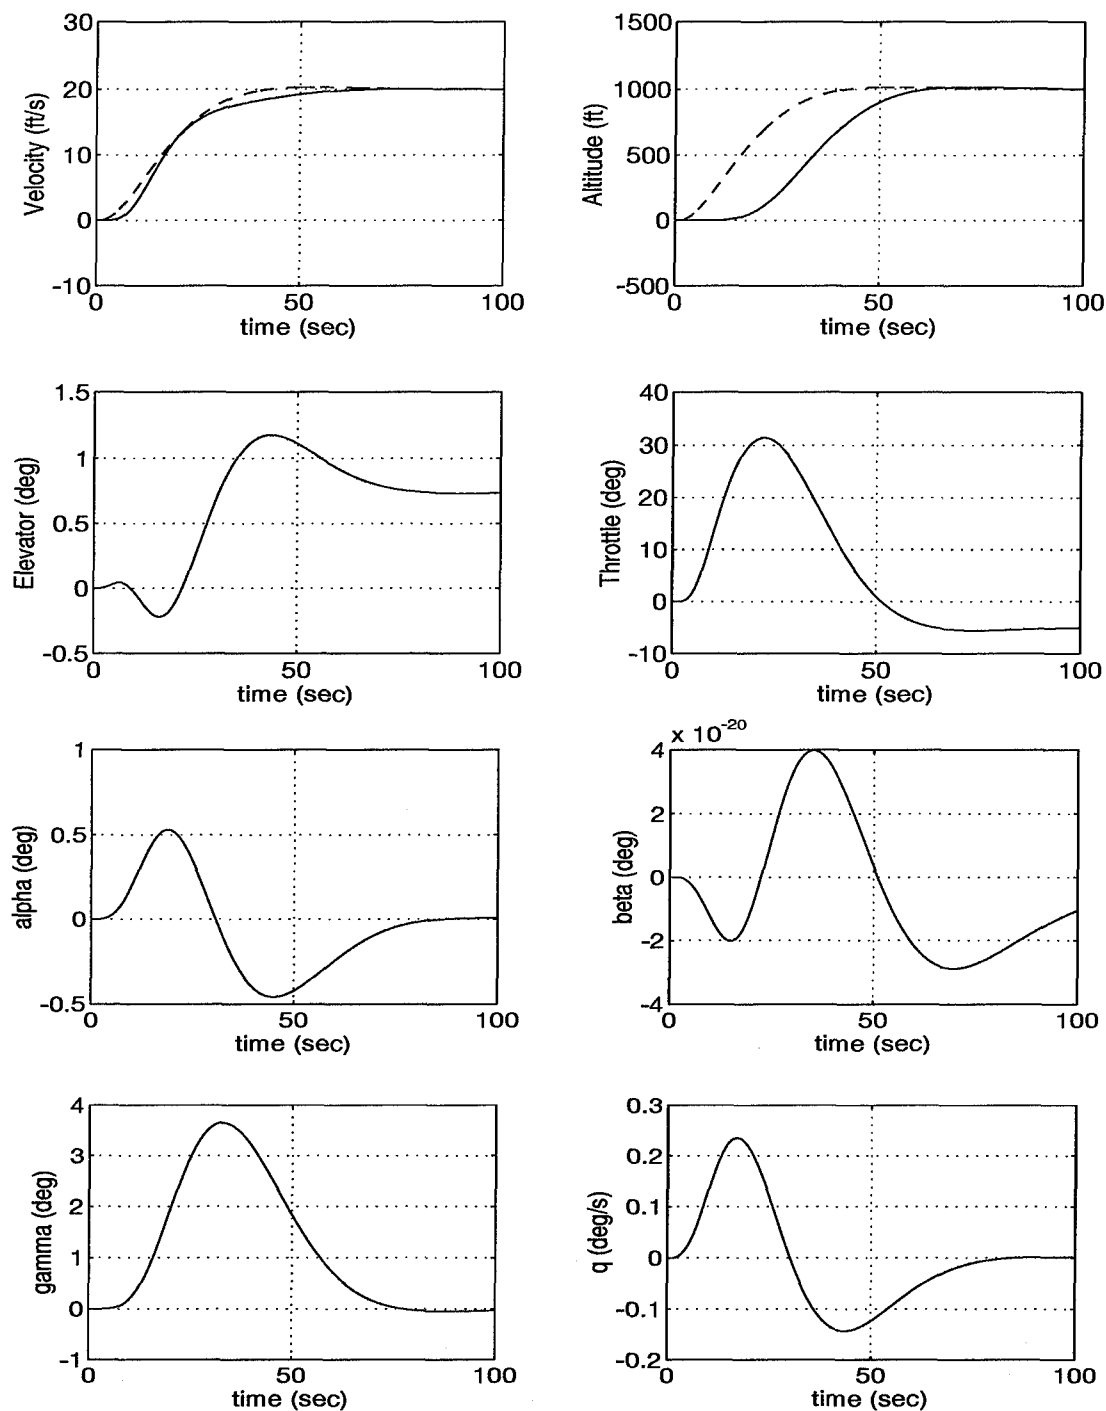 30
20
10
0
-10
Velocity (ft/s)
0 50 100
time (sec)
1500
1000
500
0
-500
Altitude (ft)
0 50 100
time (sec)
1.5
1
0.5
0
-0.5
Elevator (deg)
0 50 100
time (sec)
40
30
20
10
0
-10
Throttle (deg)
0 50 100
time (sec)
1
0.5
0
-0.5
alpha (deg)
0 50 100
time (sec)
x 10^-20
4
2
0
-2
-4
beta (deg)
0 50 100
time (sec)
4
3
2
1
0
-1
gamma (deg)
0 50 100
time (sec)
0.3
0.2
0.1
0
-0.1
-0.2
q (deg/s)
0 50 100
time (sec)